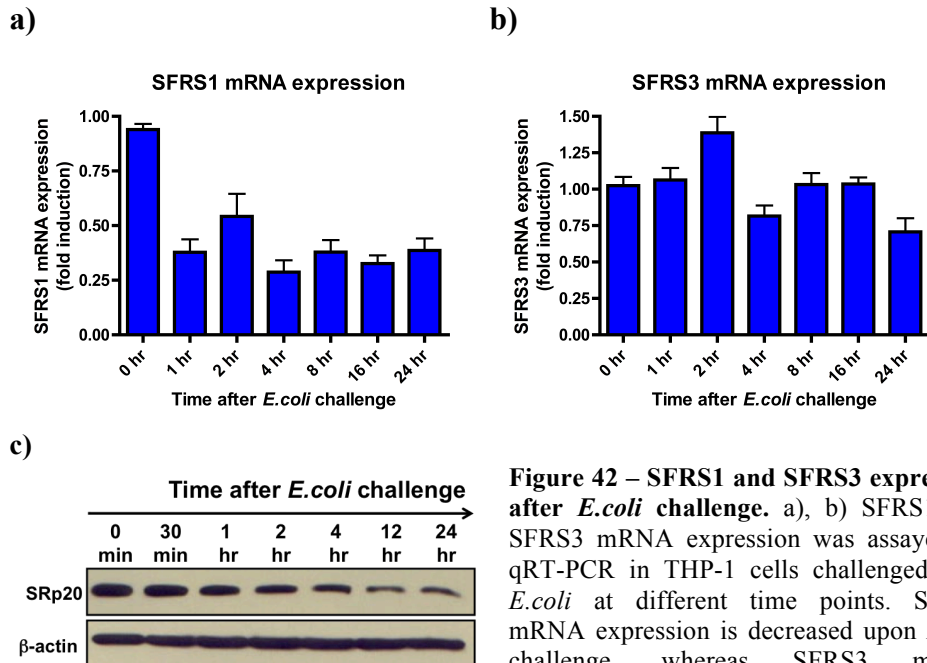 a)
SFRS1 mRNA expression
SFRS1 mRNA expression
(fold induction)
1.00
0.75
0.50
0.25
0.00
0 hr 1 hr 2 hr 4 hr 8 hr 16 hr 24 hr
Time after E.coli challenge
b)
SFRS3 mRNA expression
SFRS3 mRNA expression
(fold induction)
1.50
1.25
1.00
0.75
0.50
0.25
0.00
0 hr 1 hr 2 hr 4 hr 8 hr 16 hr 24 hr
Time after E.coli challenge
c)
Time after E.coli challenge
0 30 1 2 4 12 24
min min hr hr hr hr hr
SRp20
β-actin
Figure 42 – SFRS1 and SFRS3 expre
after E.coli challenge. a), b) SFRS
SFRS3 mRNA expression was assaye
qRT-PCR in THP-1 cells challenged
E.coli at different time points. S
mRNA expression is decreased upon
challenge, whereas SFRS3 m